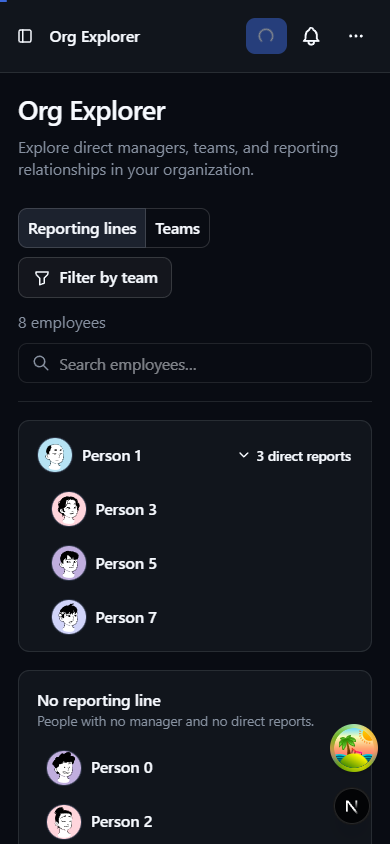 Org Explorer
Org Explorer
Explore direct managers, teams, and reporting
relationships in your organization.
Reporting lines
Teams
Filter by team
8 employees
Search employees...
Person 1
3 direct reports
Person 3
Person 5
Person 7
No reporting line
People with no manager and no direct reports.
Person 0
Person 2
N